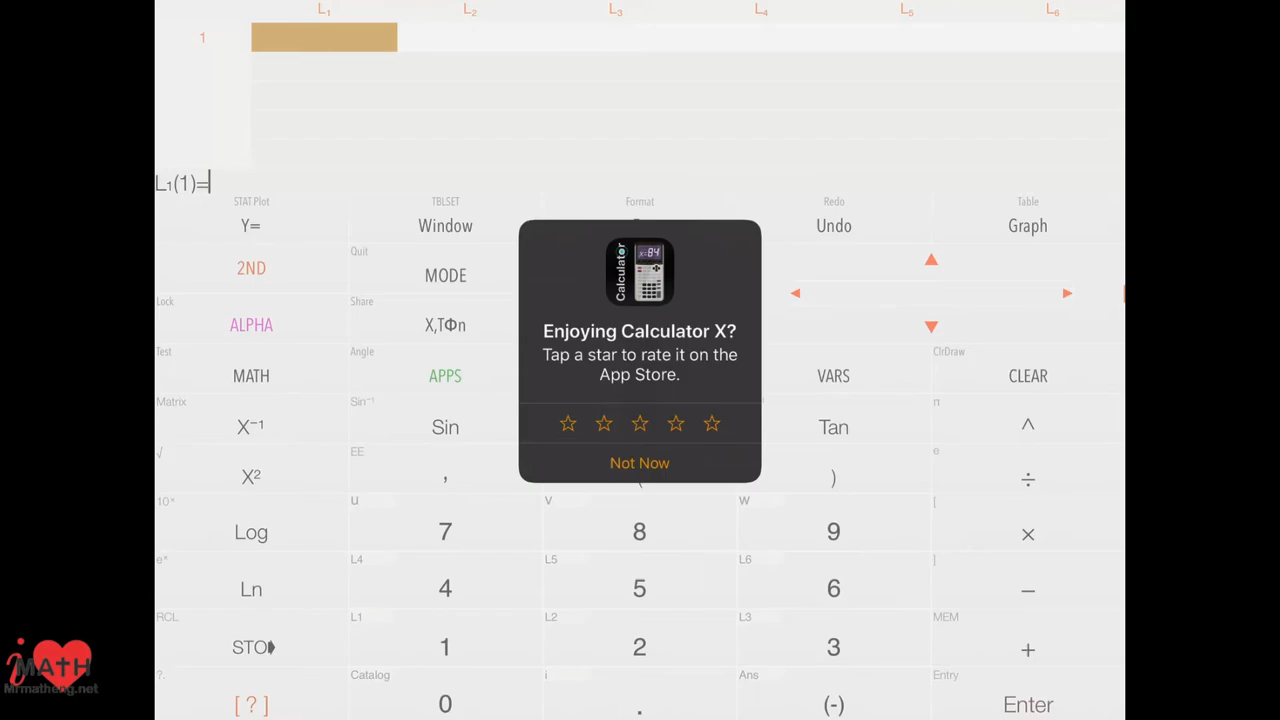 L₁ L₂ L₃ L₄ L₅ L₆
1
L₁(1)=
STAT Plot TBLSET Format Redo Table
Y= Window Undo Graph
Quit
2ND MODE
Lock Share
ALPHA X,TΦn
Test Angle ClrDraw
MATH APPS VARS CLEAR
Matrix Sin⁻¹ π
X⁻¹ Sin Tan ^
√ EE e
X² , ( ) ÷
10ˣ U V W [
Log 7 8 9 ×
eˣ L4 L5 L6 ]
Ln 4 5 6 −
RCL L1 L2 L3 MEM
STO 1 2 3 +
?. Catalog i Ans Entry
[ ? ] 0 . (-) Enter
Calculator
X=84
Enjoying Calculator X?
Tap a star to rate it on the
App Store.
Not Now
i
MATH
Mrmatheng.net